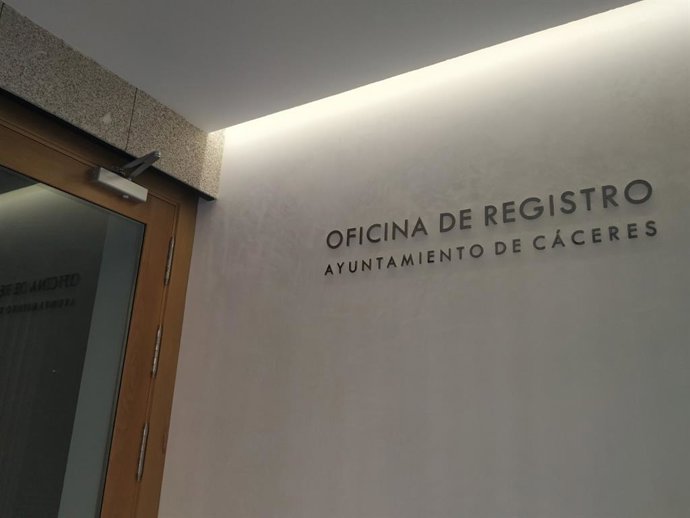 OFICINA DE REGISTRO
AYUNTAMIENTO DE CÁCERES